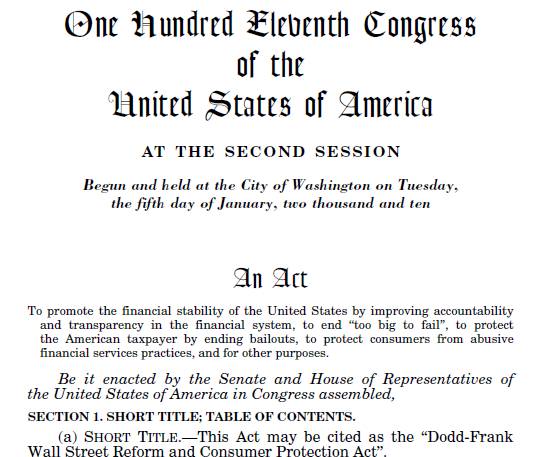 One Hundred Eleventh Congress
of the
United States of America
AT THE SECOND SESSION
Begun and held at the City of Washington on Tuesday,
the fifth day of January, two thousand and ten
An Act
To promote the financial stability of the United States by improving accountability
and transparency in the financial system, to end “too big to fail”, to protect
the American taxpayer by ending bailouts, to protect consumers from abusive
financial services practices, and for other purposes.
Be it enacted by the Senate and House of Representatives of
the United States of America in Congress assembled,
SECTION 1. SHORT TITLE; TABLE OF CONTENTS.
(a) SHORT TITLE.—This Act may be cited as the “Dodd-Frank
Wall Street Reform and Consumer Protection Act”.